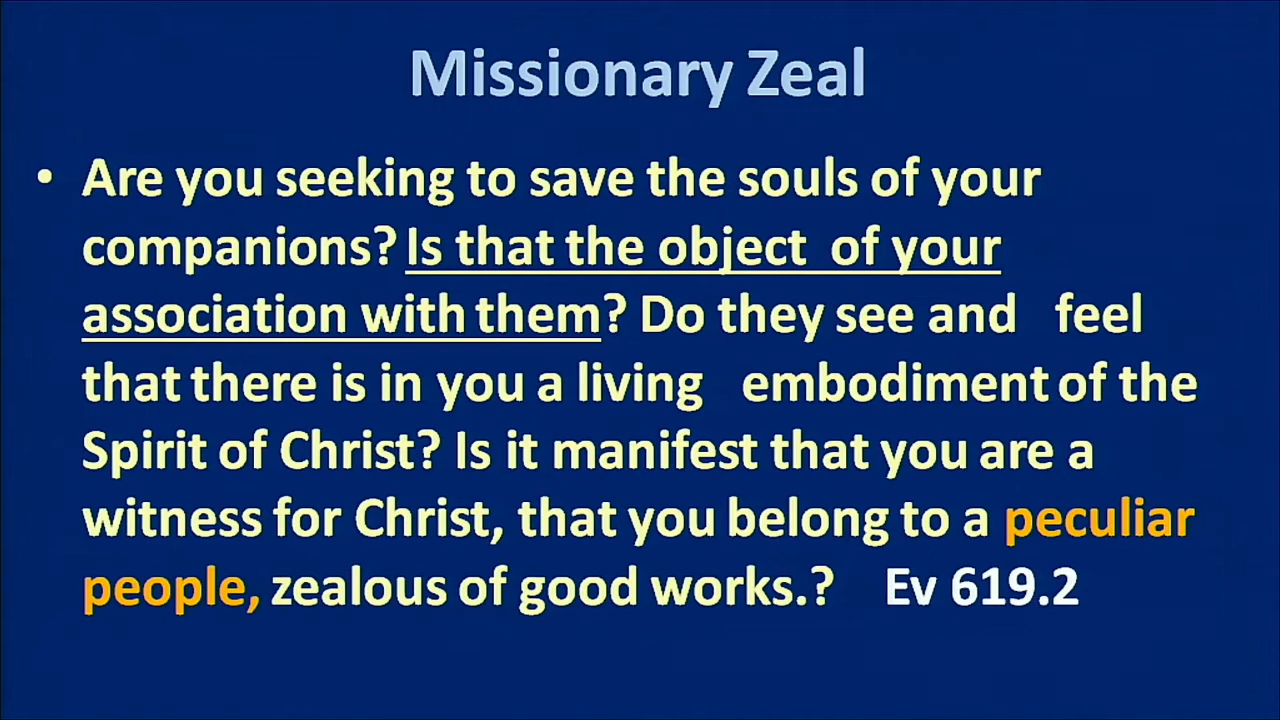 Missionary Zeal
• Are you seeking to save the souls of your
companions? Is that the object of your
association with them? Do they see and feel
that there is in you a living embodiment of the
Spirit of Christ? Is it manifest that you are a
witness for Christ, that you belong to a peculiar
people, zealous of good works.? Ev 619.2